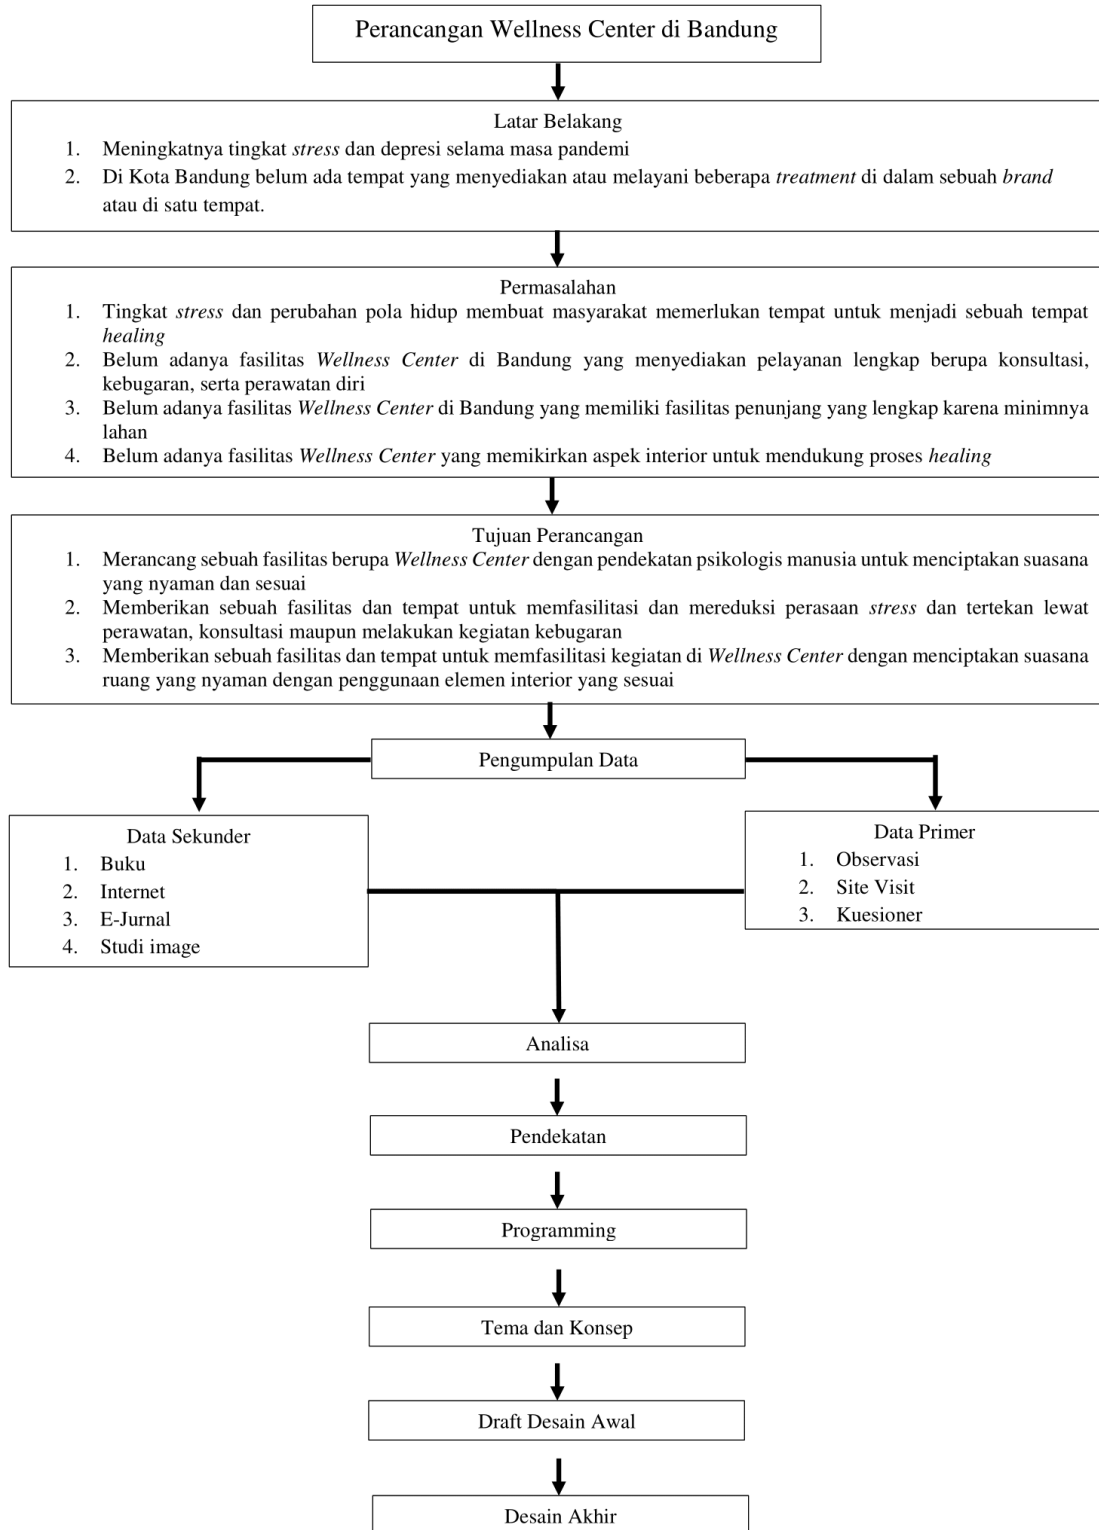 Perancangan Wellness Center di Bandung
Latar Belakang
1. Meningkatnya tingkat stress dan depresi selama masa pandemi
2. Di Kota Bandung belum ada tempat yang menyediakan atau melayani beberapa treatment di dalam sebuah brand
atau di satu tempat.
Permasalahan
1. Tingkat stress dan perubahan pola hidup membuat masyarakat memerlukan tempat untuk menjadi sebuah tempat
healing
2. Belum adanya fasilitas Wellness Center di Bandung yang menyediakan pelayanan lengkap berupa konsultasi,
kebugaran, serta perawatan diri
3. Belum adanya fasilitas Wellness Center di Bandung yang memiliki fasilitas penunjang yang lengkap karena minimnya
lahan
4. Belum adanya fasilitas Wellness Center yang memikirkan aspek interior untuk mendukung proses healing
Tujuan Perancangan
1. Merancang sebuah fasilitas berupa Wellness Center dengan pendekatan psikologis manusia untuk menciptakan suasana
yang nyaman dan sesuai
2. Memberikan sebuah fasilitas dan tempat untuk memfasilitasi dan mereduksi perasaan stress dan tertekan lewat
perawatan, konsultasi maupun melakukan kegiatan kebugaran
3. Memberikan sebuah fasilitas dan tempat untuk memfasilitasi kegiatan di Wellness Center dengan menciptakan suasana
ruang yang nyaman dengan penggunaan elemen interior yang sesuai
Pengumpulan Data
Data Sekunder
1. Buku
2. Internet
3. E-Jurnal
4. Studi image
Data Primer
1. Observasi
2. Site Visit
3. Kuesioner
Analisa
Pendekatan
Programming
Tema dan Konsep
Draft Desain Awal
Desain Akhir